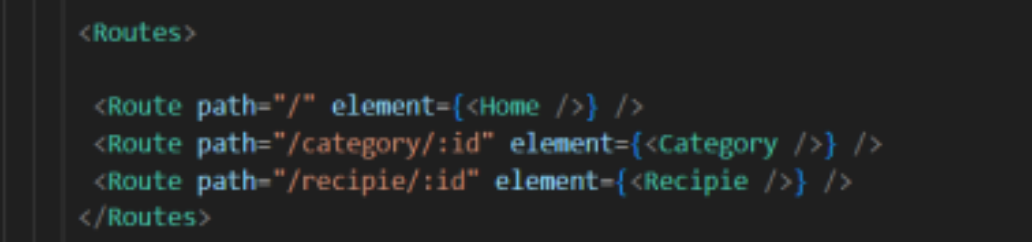 <Routes>
<Route path="/" element={<Home />} />
<Route path="/category/:id" element={<Category />} />
<Route path="/recipie/:id" element={<Recipie />} />
</Routes>